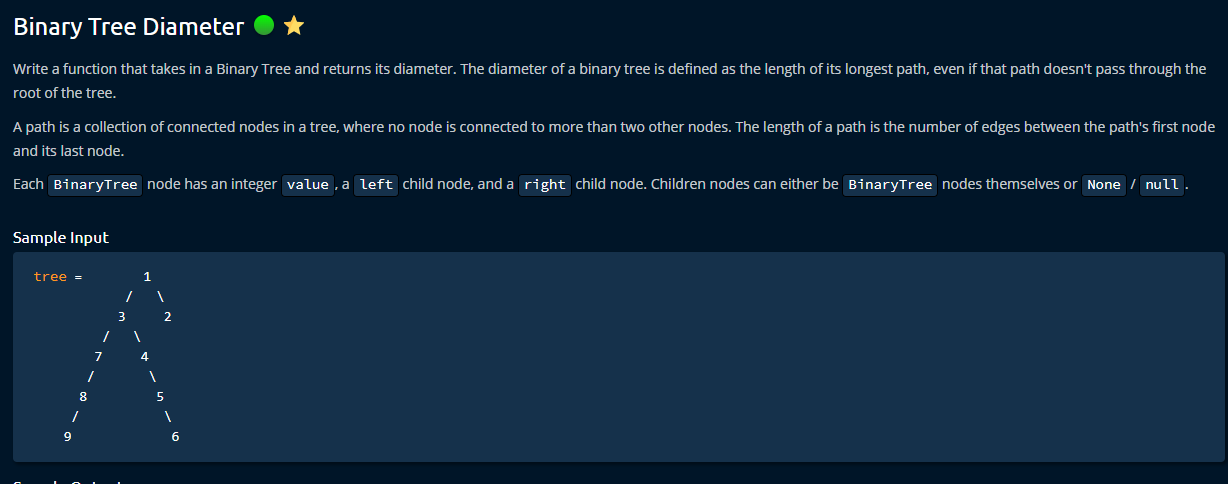 Binary Tree Diameter
Write a function that takes in a Binary Tree and returns its diameter. The diameter of a binary tree is defined as the length of its longest path, even if that path doesn't pass through the
root of the tree.
A path is a collection of connected nodes in a tree, where no node is connected to more than two other nodes. The length of a path is the number of edges between the path's first node
and its last node.
Each BinaryTree node has an integer value, a left child node, and a right child node. Children nodes can either be BinaryTree nodes themselves or None / null.
Sample Input
tree =        1
            /   \
           3     2
         /   \
        7     4
       /       \
      8         5
     /           \
    9             6